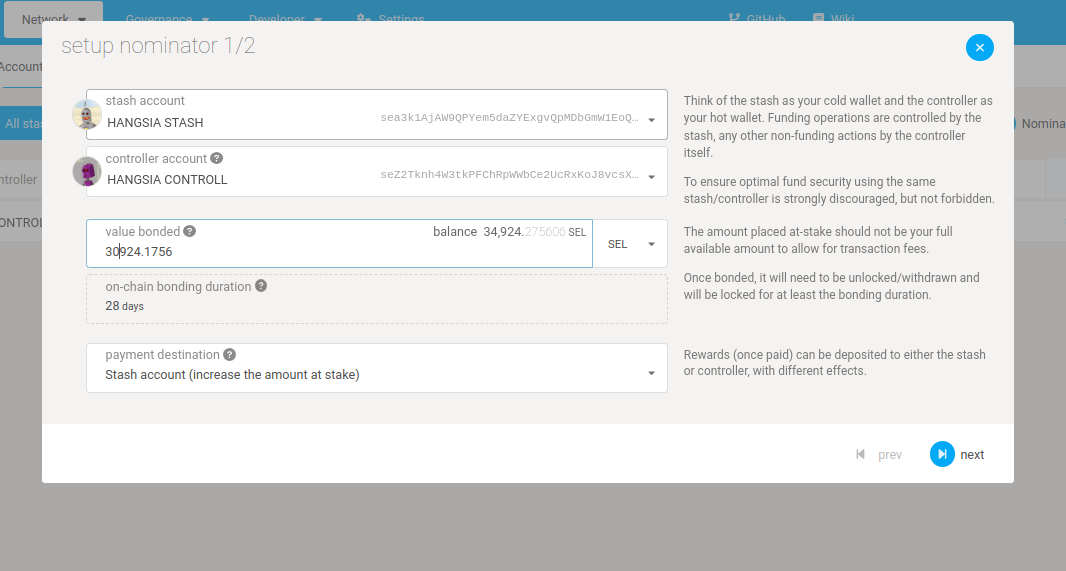 Network
Governance
Developer
Settings
GitHub
Wiki
setup nominator 1/2
Account
All stas
Nomina
ntroller
CONTROL
stash account
HANGSIA STASH
sea3k1AjAW9QPYem5daZYExgvQpMDbGmW1EoQ…
controller account
HANGSIA CONTROLL
seZ2Tknh4W3tkPFChRpWWbCe2UcRxKoJ8vcsX…
Think of the stash as your cold wallet and the controller as
your hot wallet. Funding operations are controlled by the
stash, any other non-funding actions by the controller
itself.
To ensure optimal fund security using the same
stash/controller is strongly discouraged, but not forbidden.
value bonded
balance 34,924.275606 SEL
30924.1756
SEL
on-chain bonding duration
28 days
The amount placed at-stake should not be your full
available amount to allow for transaction fees.
Once bonded, it will need to be unlocked/withdrawn and
will be locked for at least the bonding duration.
payment destination
Stash account (increase the amount at stake)
Rewards (once paid) can be deposited to either the stash
or controller, with different effects.
prev
next